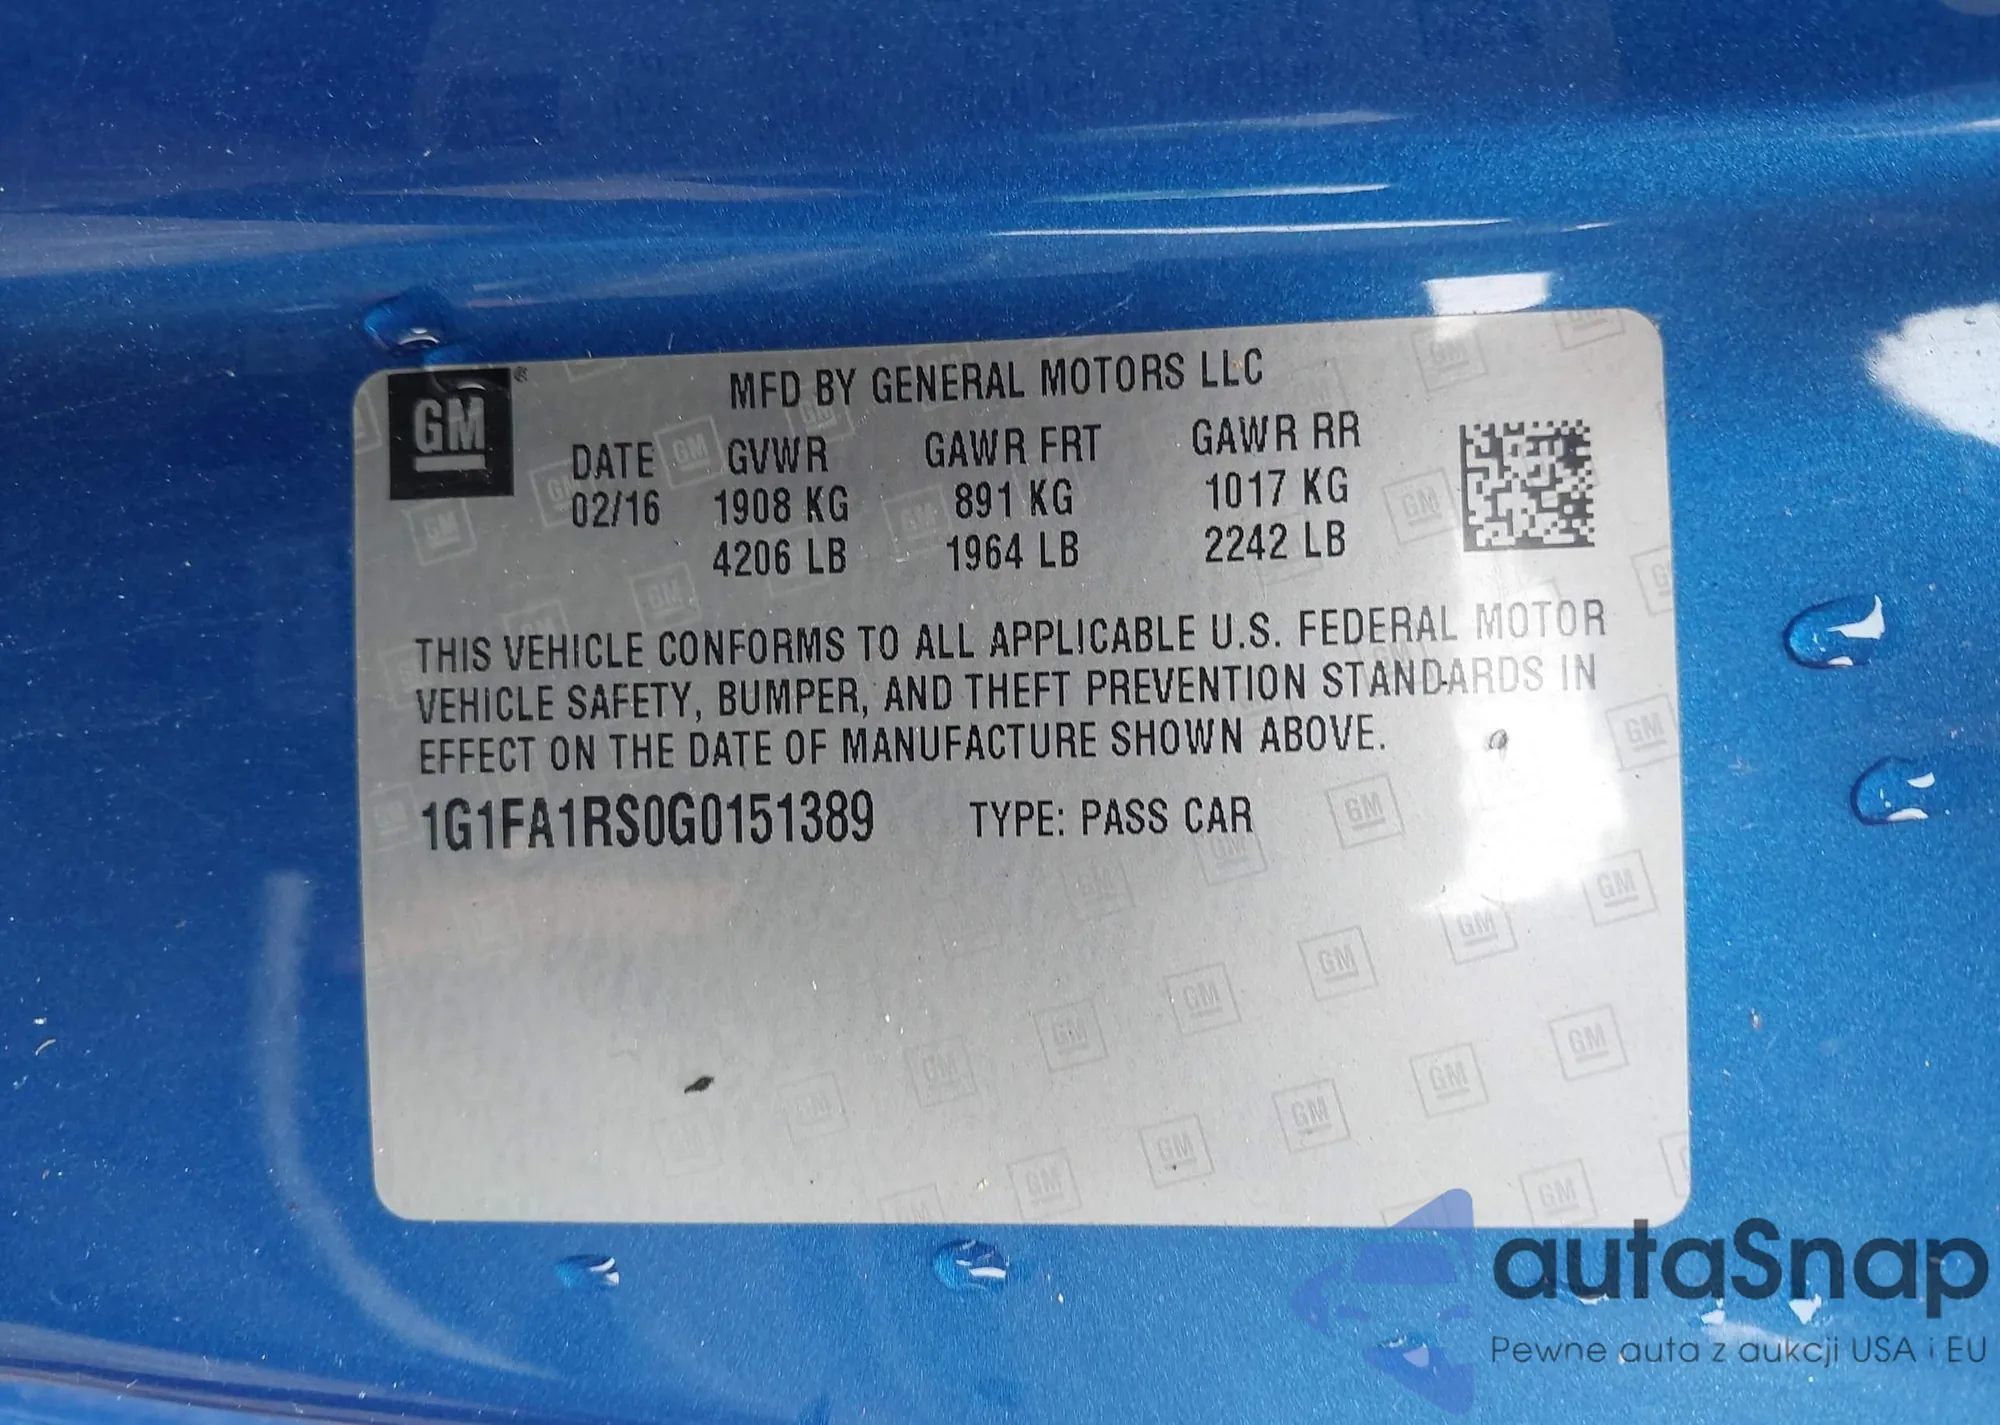 GM
MFD BY GENERAL MOTORS LLC
DATE GVWR GAWR FRT GAWR RR
02/16 1908 KG 891 KG 1017 KG
4206 LB 1964 LB 2242 LB
THIS VEHICLE CONFORMS TO ALL APPLICABLE U.S. FEDERAL MOTOR
VEHICLE SAFETY, BUMPER, AND THEFT PREVENTION STANDARDS IN
EFFECT ON THE DATE OF MANUFACTURE SHOWN ABOVE.
1G1FA1RS0G0151389 TYPE: PASS CAR
autaSnap
Pewne auta z aukcji USA i EU